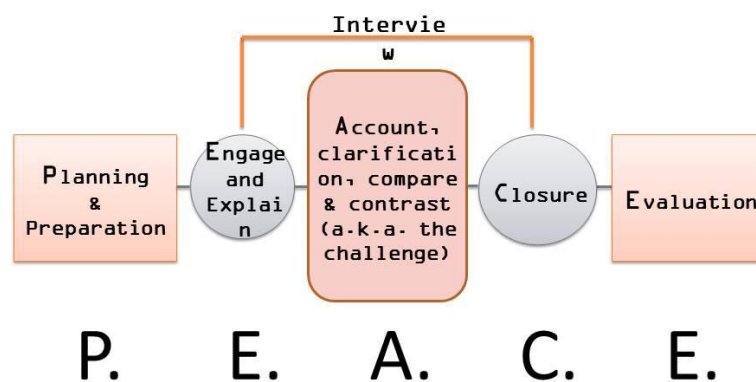 Intervie
w
Planning
&
Preparation
Engage
and
Explai
n
Account,
clarificati
on, compare
& contrast
(a.k.a. the
challenge)
Closure
Evaluation
P. E. A. C. E.